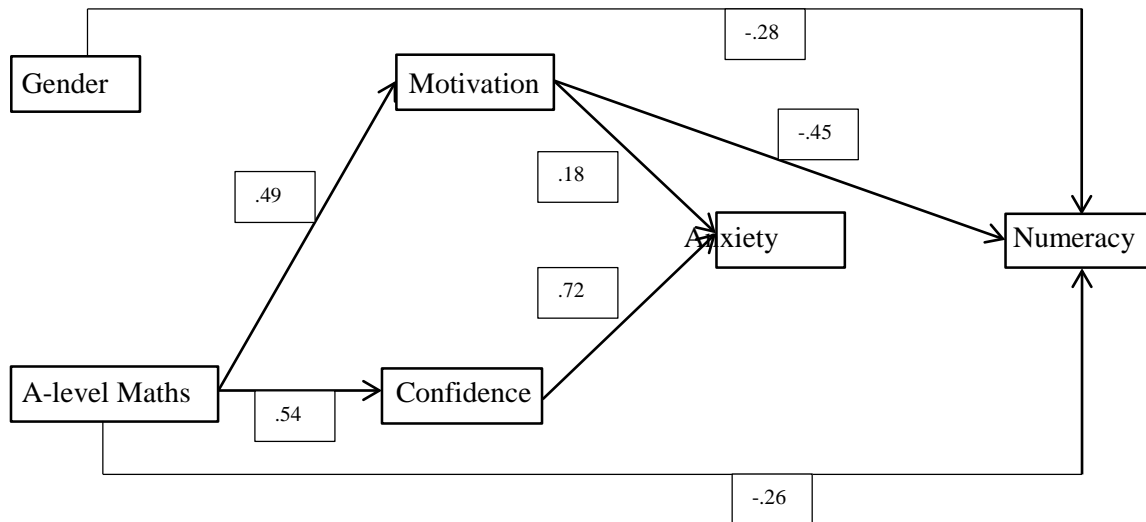 -.28
Gender
Motivation
-.45
.18
.49
Anxiety
Numeracy
.72
A-level Maths
Confidence
.54
-.26